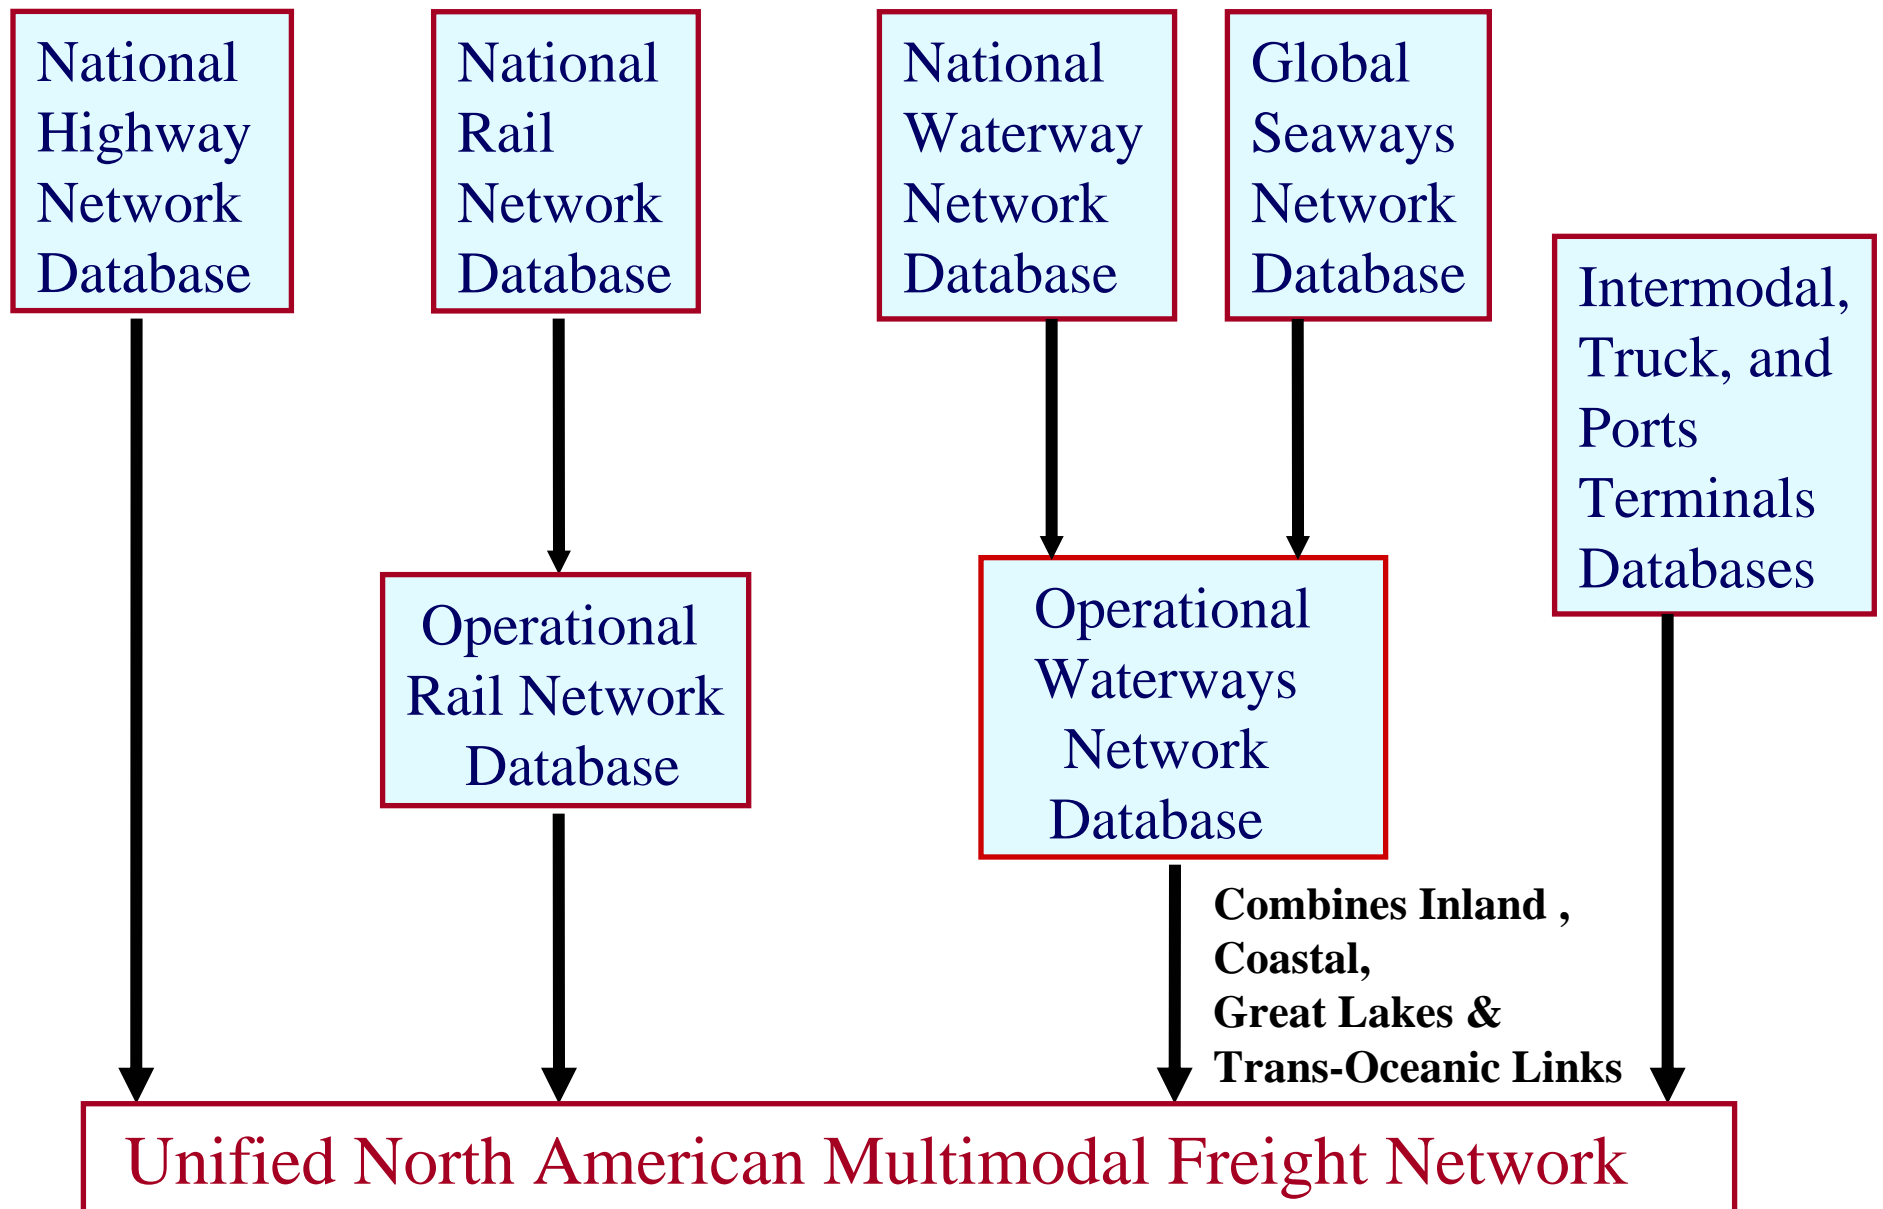 National
Highway
Network
Database
National
Rail
Network
Database
National
Waterway
Network
Database
Global
Seaways
Network
Database
Intermodal,
Truck, and
Ports
Terminals
Databases
Operational
Rail Network
Database
Operational
Waterways
Network
Database
Combines Inland ,
Coastal,
Great Lakes &
Trans-Oceanic Links
Unified North American Multimodal Freight Network